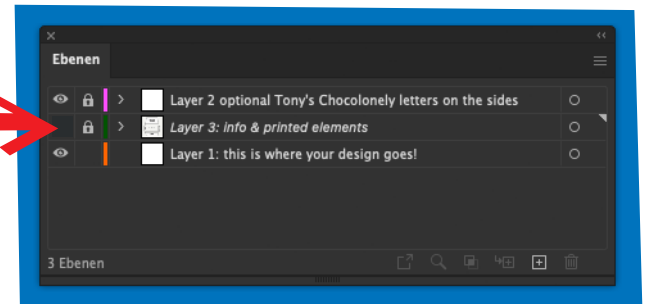 Ebenen
Layer 2 optional Tony's Chocolonely letters on the sides
Layer 3: info & printed elements
Layer 1: this is where your design goes!
3 Ebenen